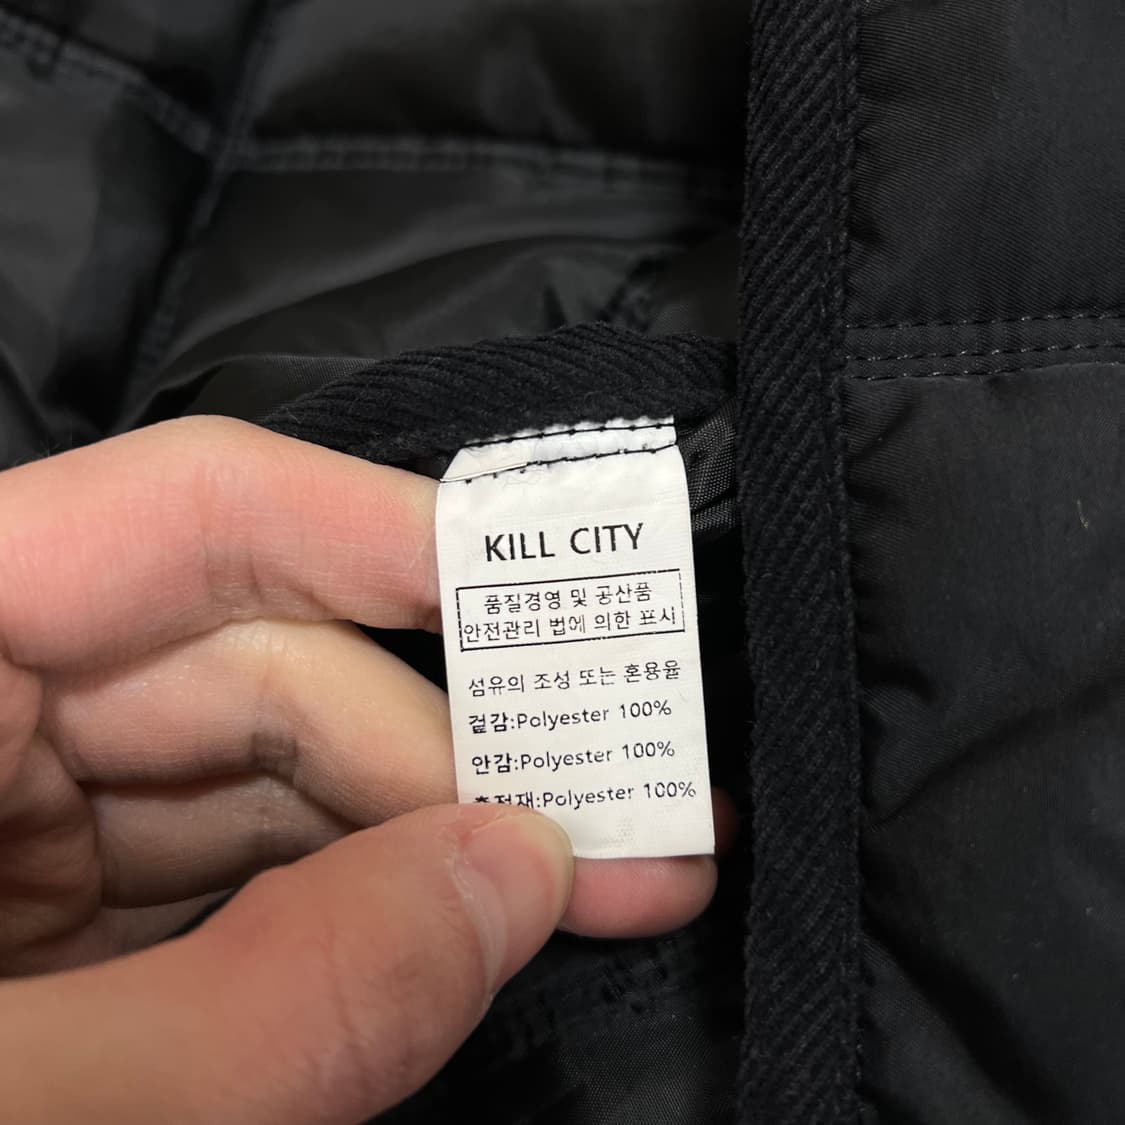 KILL CITY
품질경영 및 공산품
안전관리 법에 의한 표시
섬유의 조성 또는 혼용율
겉감:Polyester 100%
안감:Polyester 100%
충전재:Polyester 100%